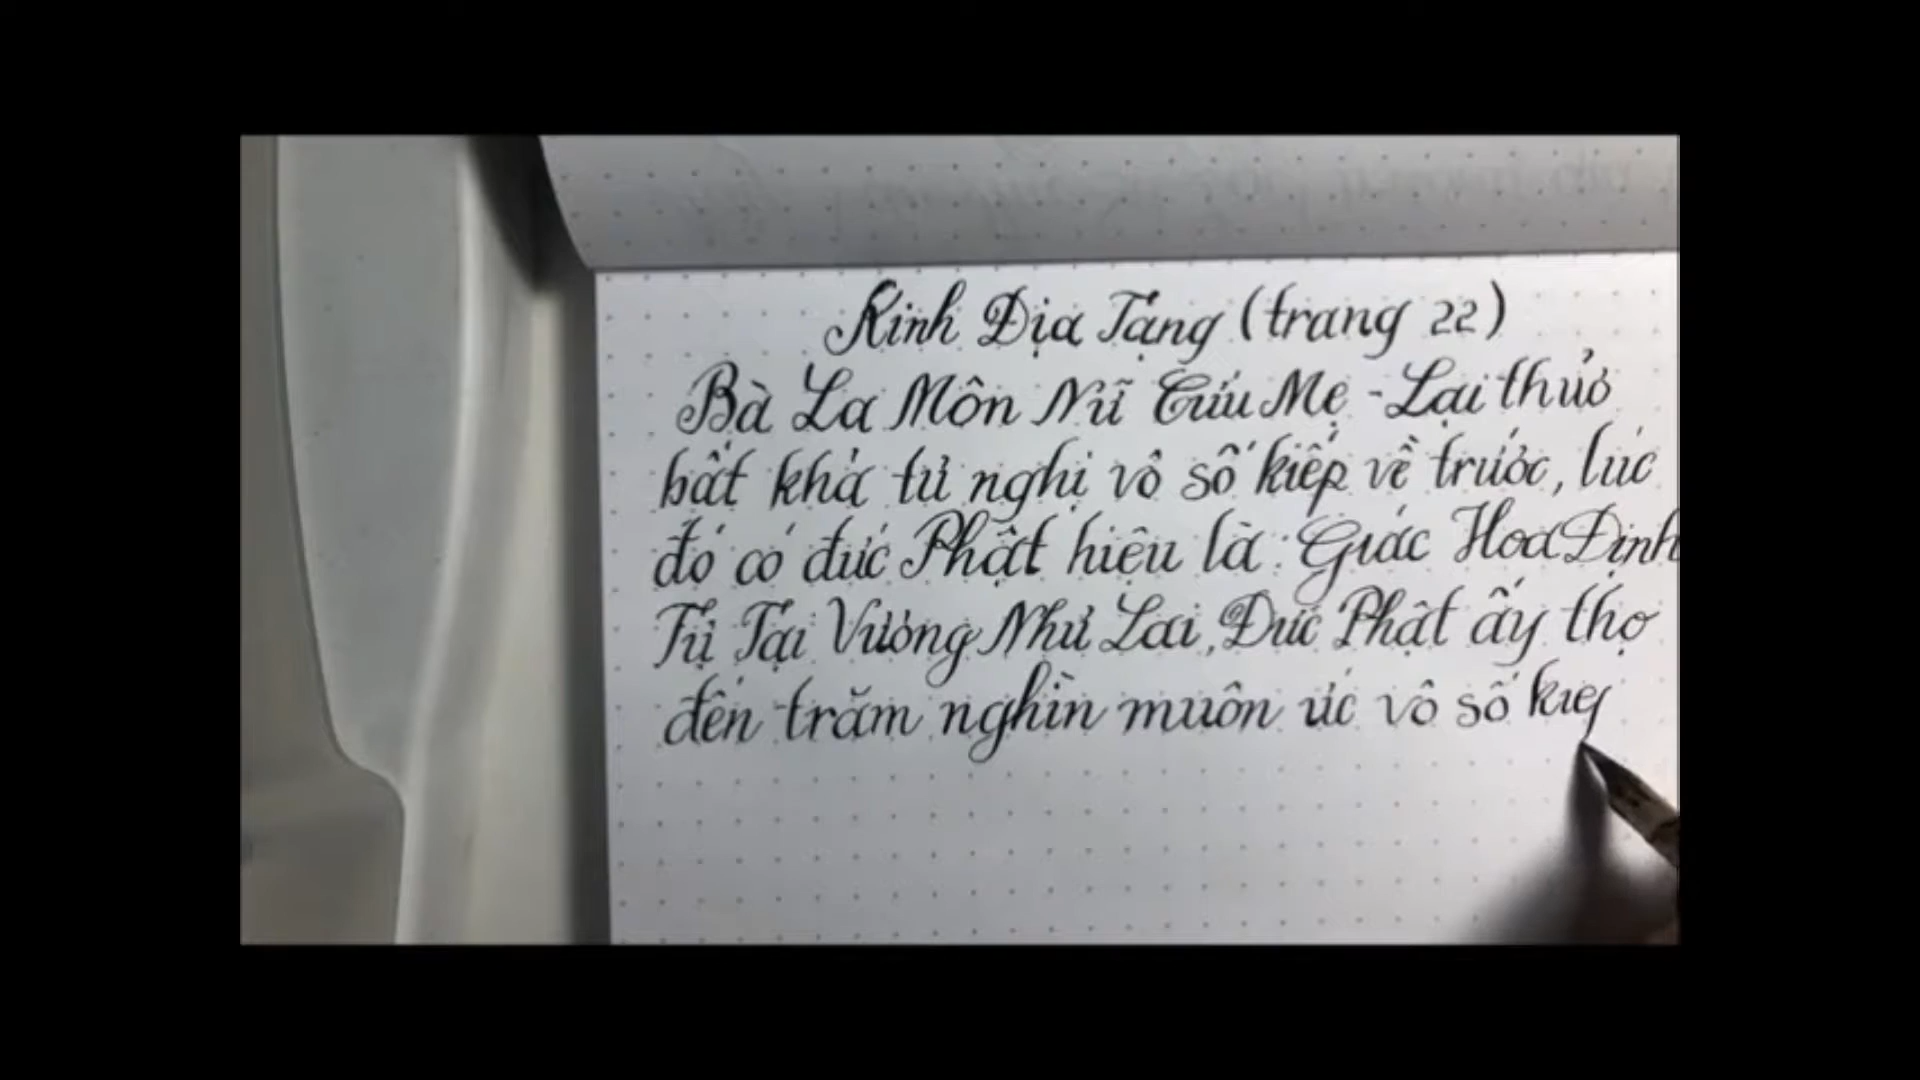 Kinh Địa Tạng (trang 22)
Bà La Môn Nữ Cứu Mẹ - Lại thuở
bất khả tư nghị vô số kiếp về trước, lúc
đó có đức Phật hiệu là: Giác Hoa Định
Tự Tại Vương Như Lai, Đức Phật ấy thọ
đến trăm nghìn muôn ức vô số kiep